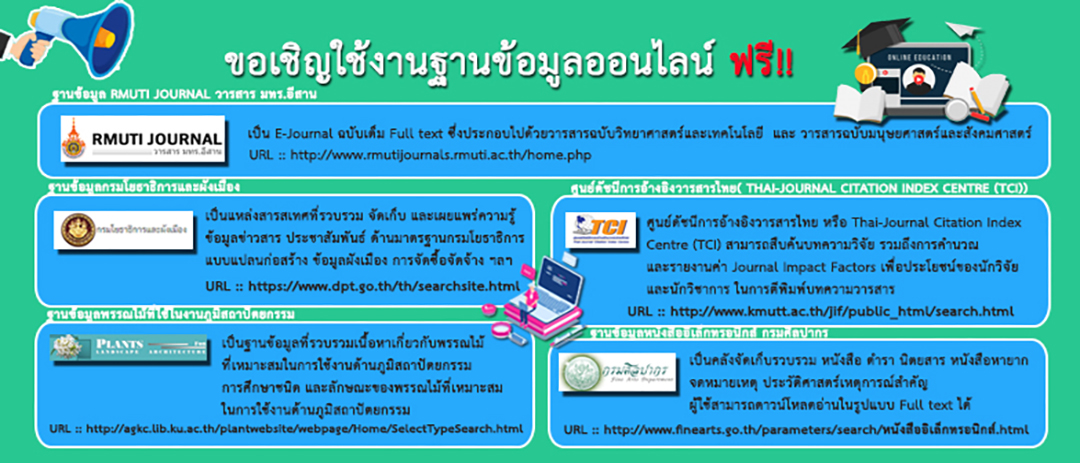 ขอเชิญใช้งานฐานข้อมูลออนไลน์ ฟรี!!
ONLINE EDUCATION
ฐานข้อมูล RMUTI JOURNAL วารสาร มทร.อีสาน
RMUTI JOURNAL
วารสาร มทร.อีสาน
เป็น E-Journal ฉบับเต็ม Full text ซึ่งประกอบไปด้วยวารสารฉบับวิทยาศาสตร์และเทคโนโลยี และ วารสารฉบับมนุษยศาสตร์และสังคมศาสตร์
URL :: http://www.rmutijournals.rmuti.ac.th/home.php
ฐานข้อมูลกรมโยธาธิการและผังเมือง
กรมโยธาธิการและผังเมือง
เป็นแหล่งสารสเทศที่รวบรวม จัดเก็บ และเผยแพร่ความรู้
ข้อมูลข่าวสาร ประชาสัมพันธ์ ด้านมาตรฐานกรมโยธาธิการ
แบบแปลนก่อสร้าง ข้อมูลผังเมือง การจัดซื้อจัดจ้าง ฯลฯ
URL :: https://www.dpt.go.th/th/searchsite.html
ศูนย์ดัชนีการอ้างอิงวารสารไทย( THAI-JOURNAL CITATION INDEX CENTRE (TCI))
TCI
ศูนย์ดัชนีการอ้างอิงวารสารไทย หรือ Thai-Journal Citation Index
Centre (TCI) สามารถสืบค้นบทความวิจัย รวมถึงการคำนวณ
และรายงานค่า Journal Impact Factors เพื่อประโยชน์ของนักวิจัย
และนักวิชาการ ในการตีพิมพ์บทความวารสาร
URL :: http://www.kmutt.ac.th/jif/public_html/search.html
ฐานข้อมูลพรรณไม้ที่ใช้ในงานภูมิสถาปัตยกรรม
PLANTS For
LANDSCAPE ARCHITECTURE
เป็นฐานข้อมูลที่รวบรวมเนื้อหาเกี่ยวกับพรรณไม้
ที่เหมาะสมในการใช้งานด้านภูมิสถาปัตยกรรม
การศึกษาชนิด และลักษณะของพรรณไม้ที่เหมาะสม
ในการใช้งานด้านภูมิสถาปัตยกรรม
URL :: http://agkc.lib.ku.ac.th/plantwebsite/webpage/Home/SelectTypeSearch.html
ฐานข้อมูลหนังสืออิเล็กทรอนิกส์ กรมศิลปากร
กรมศิลปากร
Fine Arts Department
เป็นคลังจัดเก็บรวบรวม หนังสือ ตำรา นิตยสาร หนังสือหายาก
จดหมายเหตุ ประวัติศาสตร์เหตุการณ์สำคัญ
ผู้ใช้สามารถดาวน์โหลดอ่านในรูปแบบ Full text ได้
URL :: http://www.finearts.go.th/parameters/search/หนังสืออิเล็กทรอนิกส์.html